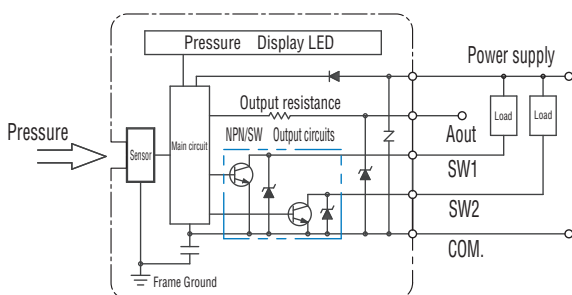 Pressure Display LED
Power supply
Output resistance
Load
Load
Aout
Pressure
NPN/SW Output circuits
Main circuit
Sensor
SW1
SW2
COM.
Frame Ground